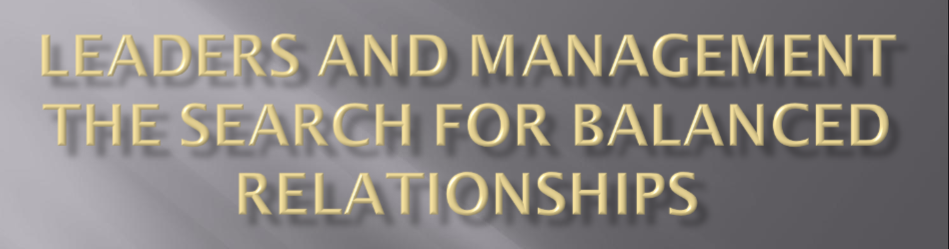 LEADERS AND MANAGEMENT
THE SEARCH FOR BALANCED
RELATIONSHIPS